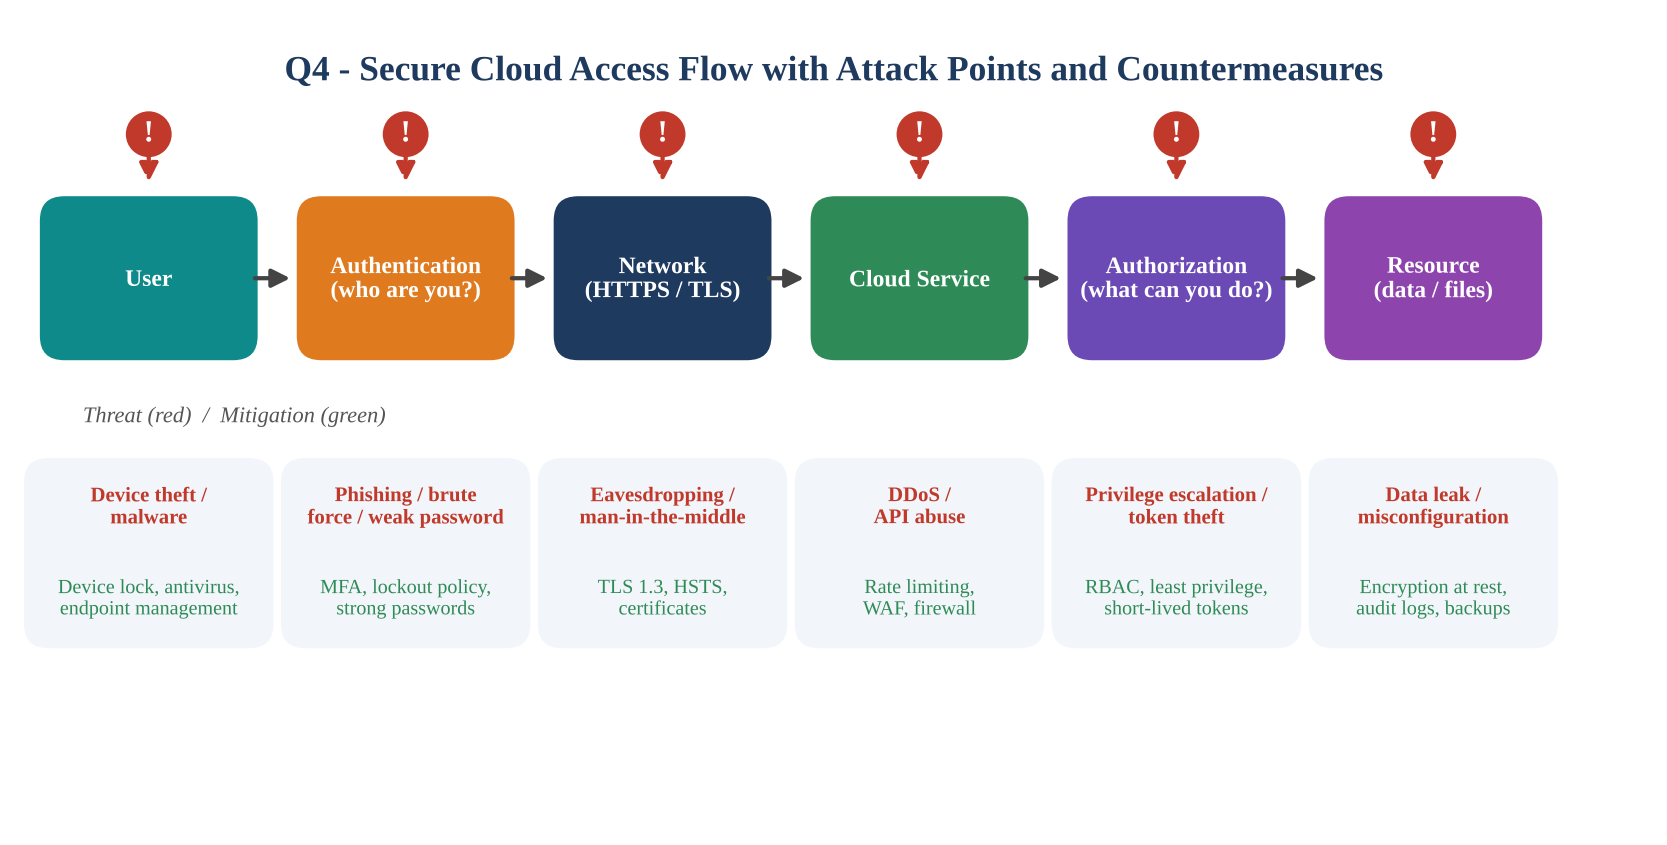 Q4 - Secure Cloud Access Flow with Attack Points and Countermeasures
! ! ! ! ! !
User
Authentication
(who are you?)
Network
(HTTPS / TLS)
Cloud Service
Authorization
(what can you do?)
Resource
(data / files)
Threat (red) / Mitigation (green)
Device theft /
malware
Device lock, antivirus,
endpoint management
Phishing / brute
force / weak password
MFA, lockout policy,
strong passwords
Eavesdropping /
man-in-the-middle
TLS 1.3, HSTS,
certificates
DDoS /
API abuse
Rate limiting,
WAF, firewall
Privilege escalation /
token theft
RBAC, least privilege,
short-lived tokens
Data leak /
misconfiguration
Encryption at rest,
audit logs, backups